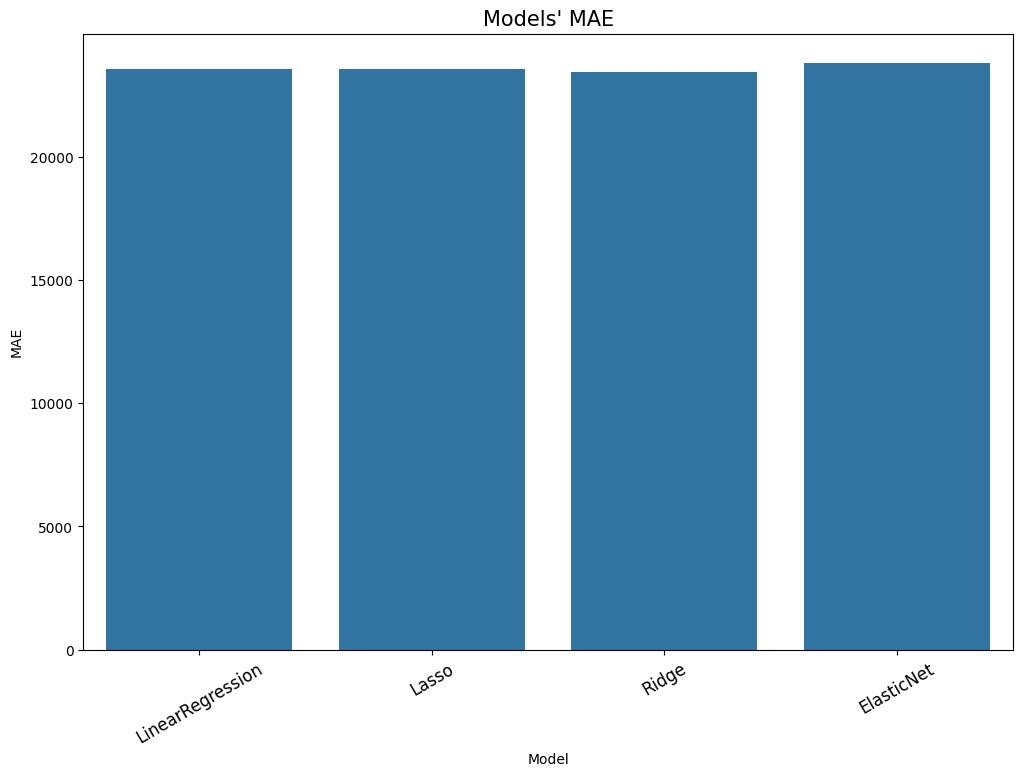 Models' MAE
20000
15000
10000
5000
0
MAE
LinearRegression
Lasso
Ridge
ElasticNet
Model